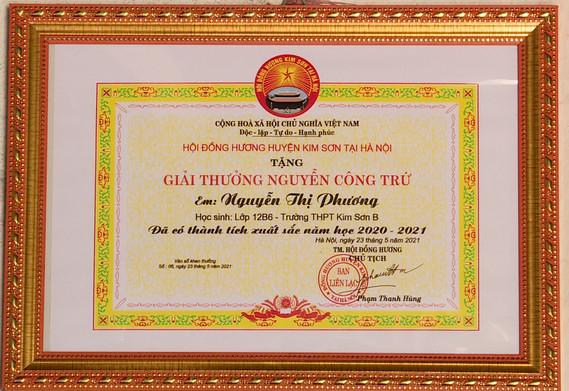 HỘI ĐỒNG HƯƠNG KIM SƠN TẠI HÀ NỘI
CỘNG HOÀ XÃ HỘI CHỦ NGHĨA VIỆT NAM
Độc - lập - Tự do - Hạnh phúc
HỘI ĐỒNG HƯƠNG HUYỆN KIM SƠN TẠI HÀ NỘI
TẶNG
GIẢI THƯỞNG NGUYỄN CÔNG TRỨ
Em: Nguyễn Thị Phương
Học sinh: Lớp 12B6 - Trường THPT Kim Sơn B
Đã có thành tích xuất sắc năm học 2020 - 2021
Hà Nội, ngày 23 tháng 5 năm 2021
TM. HỘI ĐỒNG HƯƠNG
CHỦ TỊCH
Vào sổ khen thưởng
Số: 06, ngày 23 tháng 5 năm 2021
BAN
LIÊN LẠC
Phạm Thanh Hùng